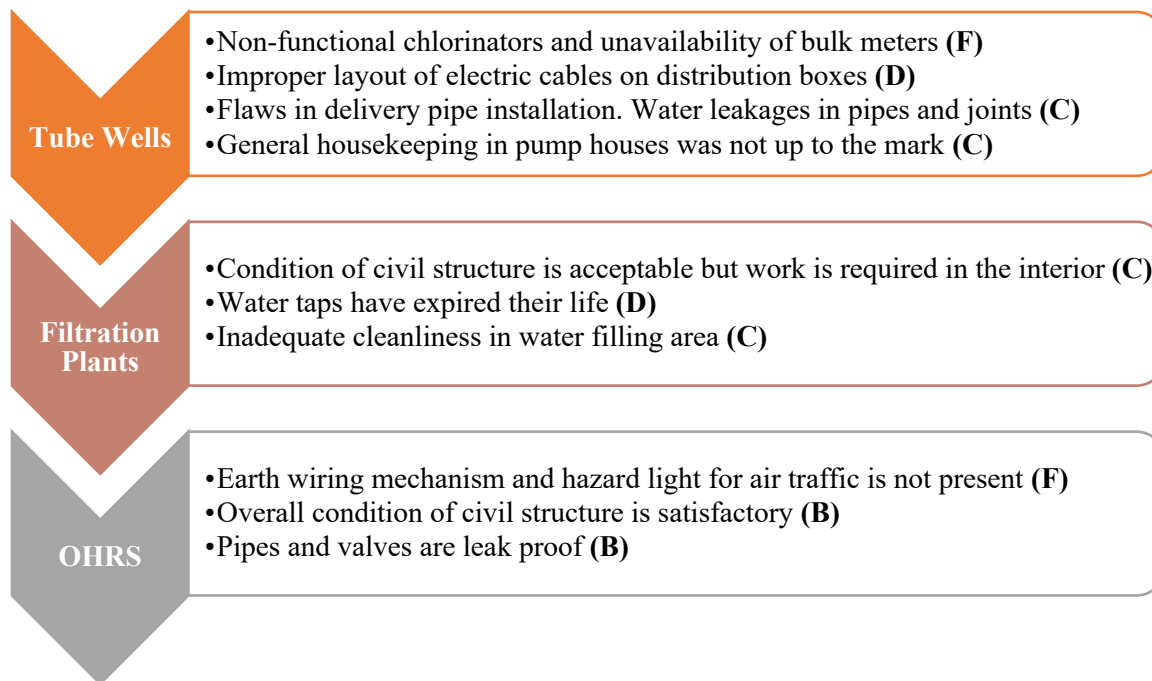 Tube Wells
•Non-functional chlorinators and unavailability of bulk meters (F)
•Improper layout of electric cables on distribution boxes (D)
•Flaws in delivery pipe installation. Water leakages in pipes and joints (C)
•General housekeeping in pump houses was not up to the mark (C)
Filtration
Plants
•Condition of civil structure is acceptable but work is required in the interior (C)
•Water taps have expired their life (D)
•Inadequate cleanliness in water filling area (C)
OHRS
•Earth wiring mechanism and hazard light for air traffic is not present (F)
•Overall condition of civil structure is satisfactory (B)
•Pipes and valves are leak proof (B)